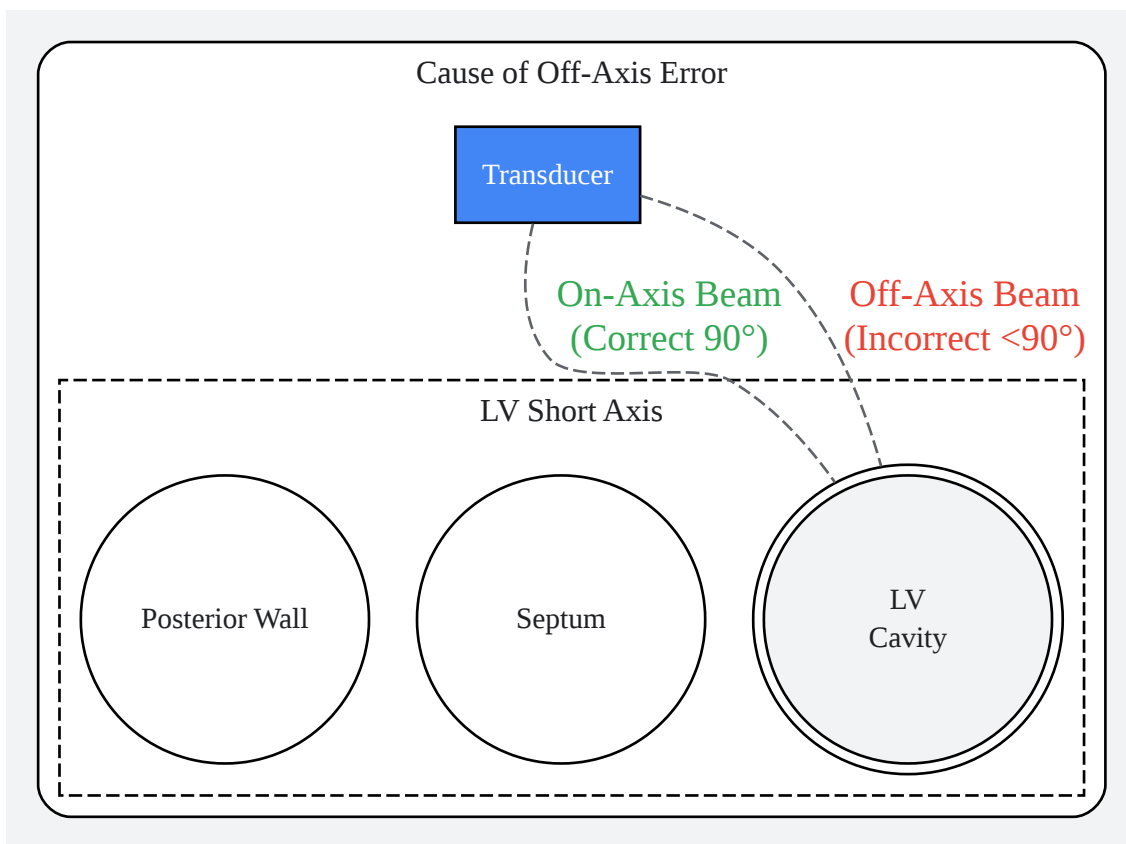 Cause of Off-Axis Error
Transducer
On-Axis Beam
(Correct 90°)
Off-Axis Beam
(Incorrect <90°)
LV Short Axis
Posterior Wall
Septum
LV
Cavity